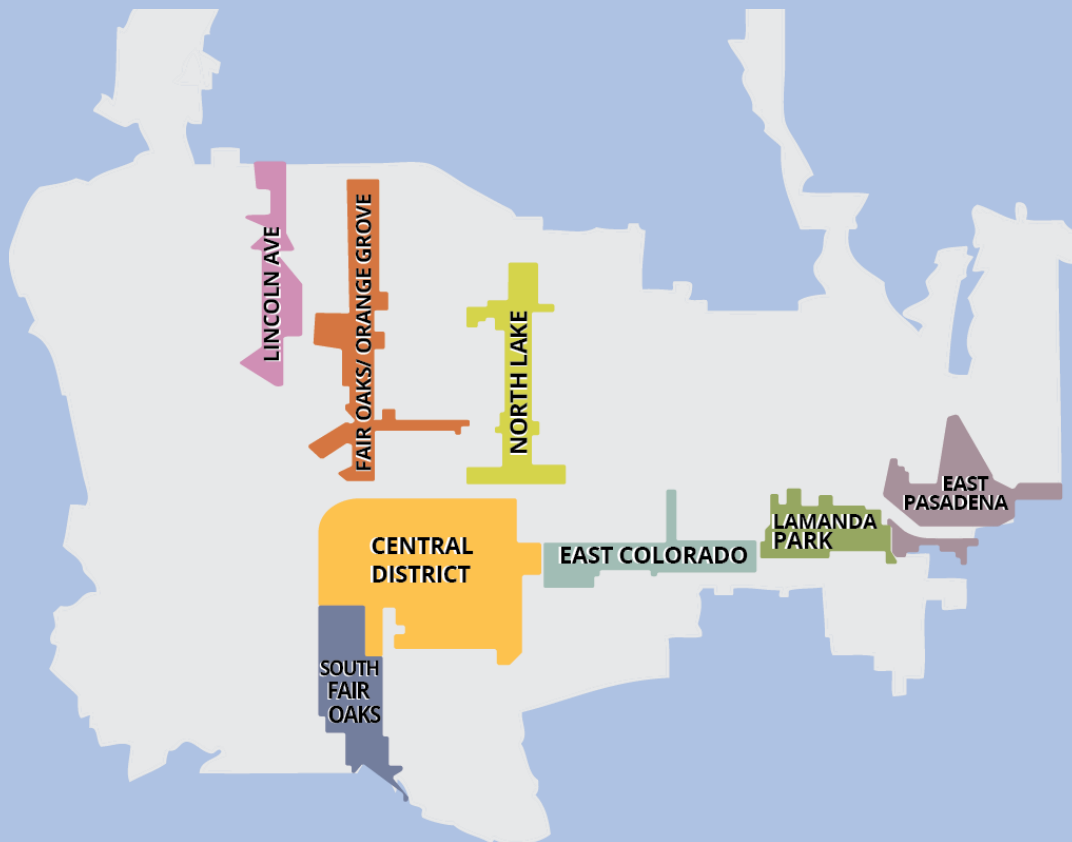 LINCOLN AVE
FAIR OAKS/ ORANGE GROVE
NORTH LAKE
EAST
PASADENA
LAMANDA
PARK
EAST COLORADO
CENTRAL
DISTRICT
SOUTH
FAIR
OAKS